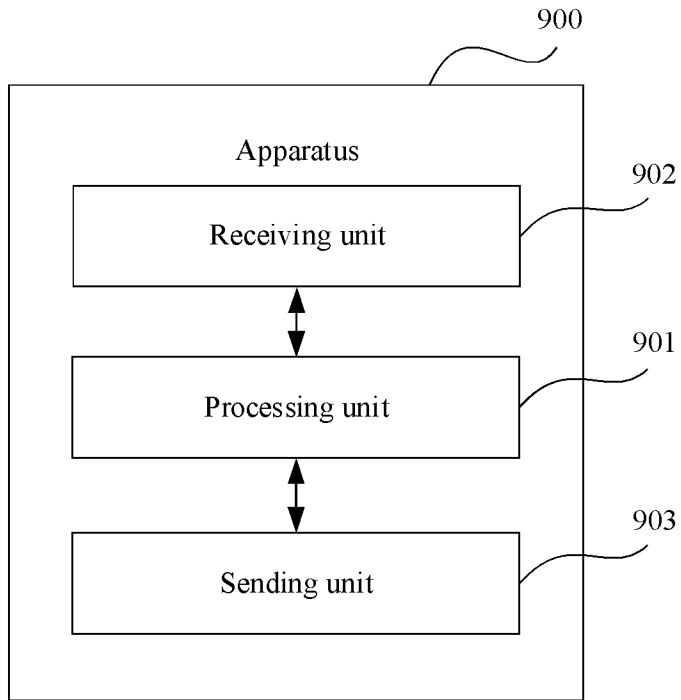 900
Apparatus
902
Receiving unit
901
Processing unit
903
Sending unit